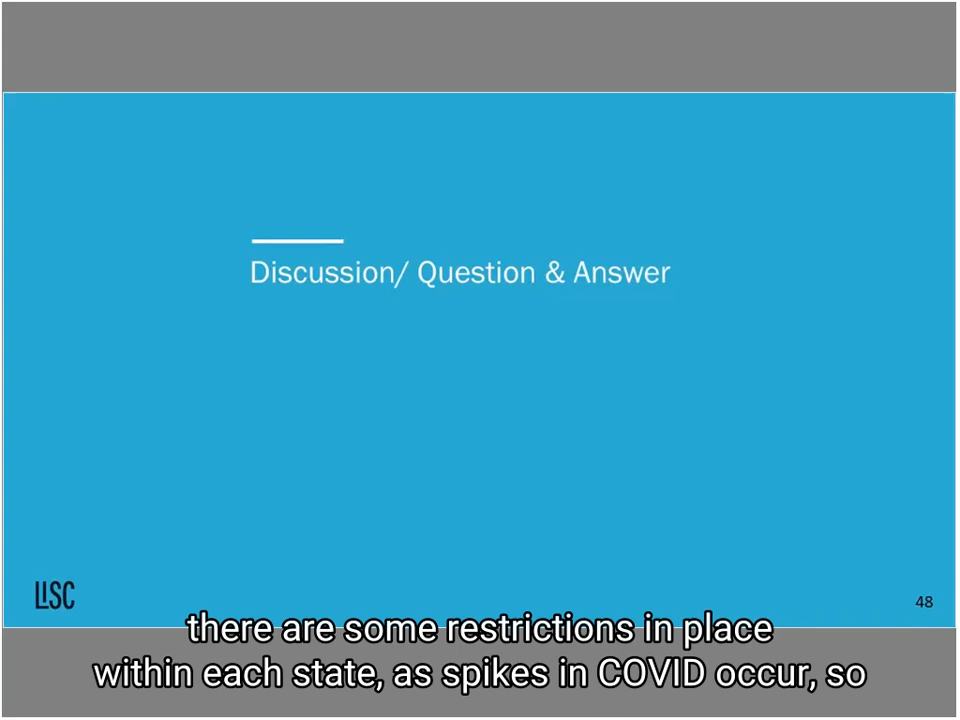 Discussion/ Question & Answer
LISC
48
there are some restrictions in place
within each state, as spikes in COVID occur, so